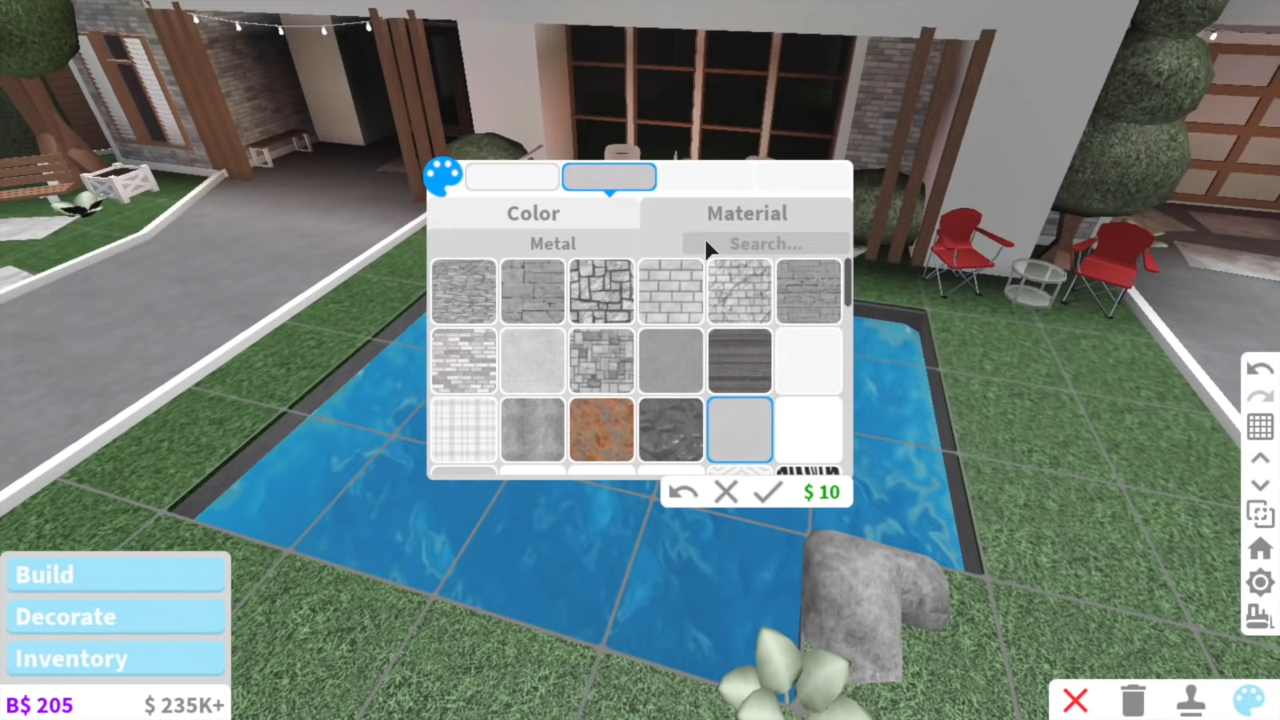 Color
Material
Metal
Search...
$ 10
Build
Decorate
Inventory
B$ 205
$ 235K+